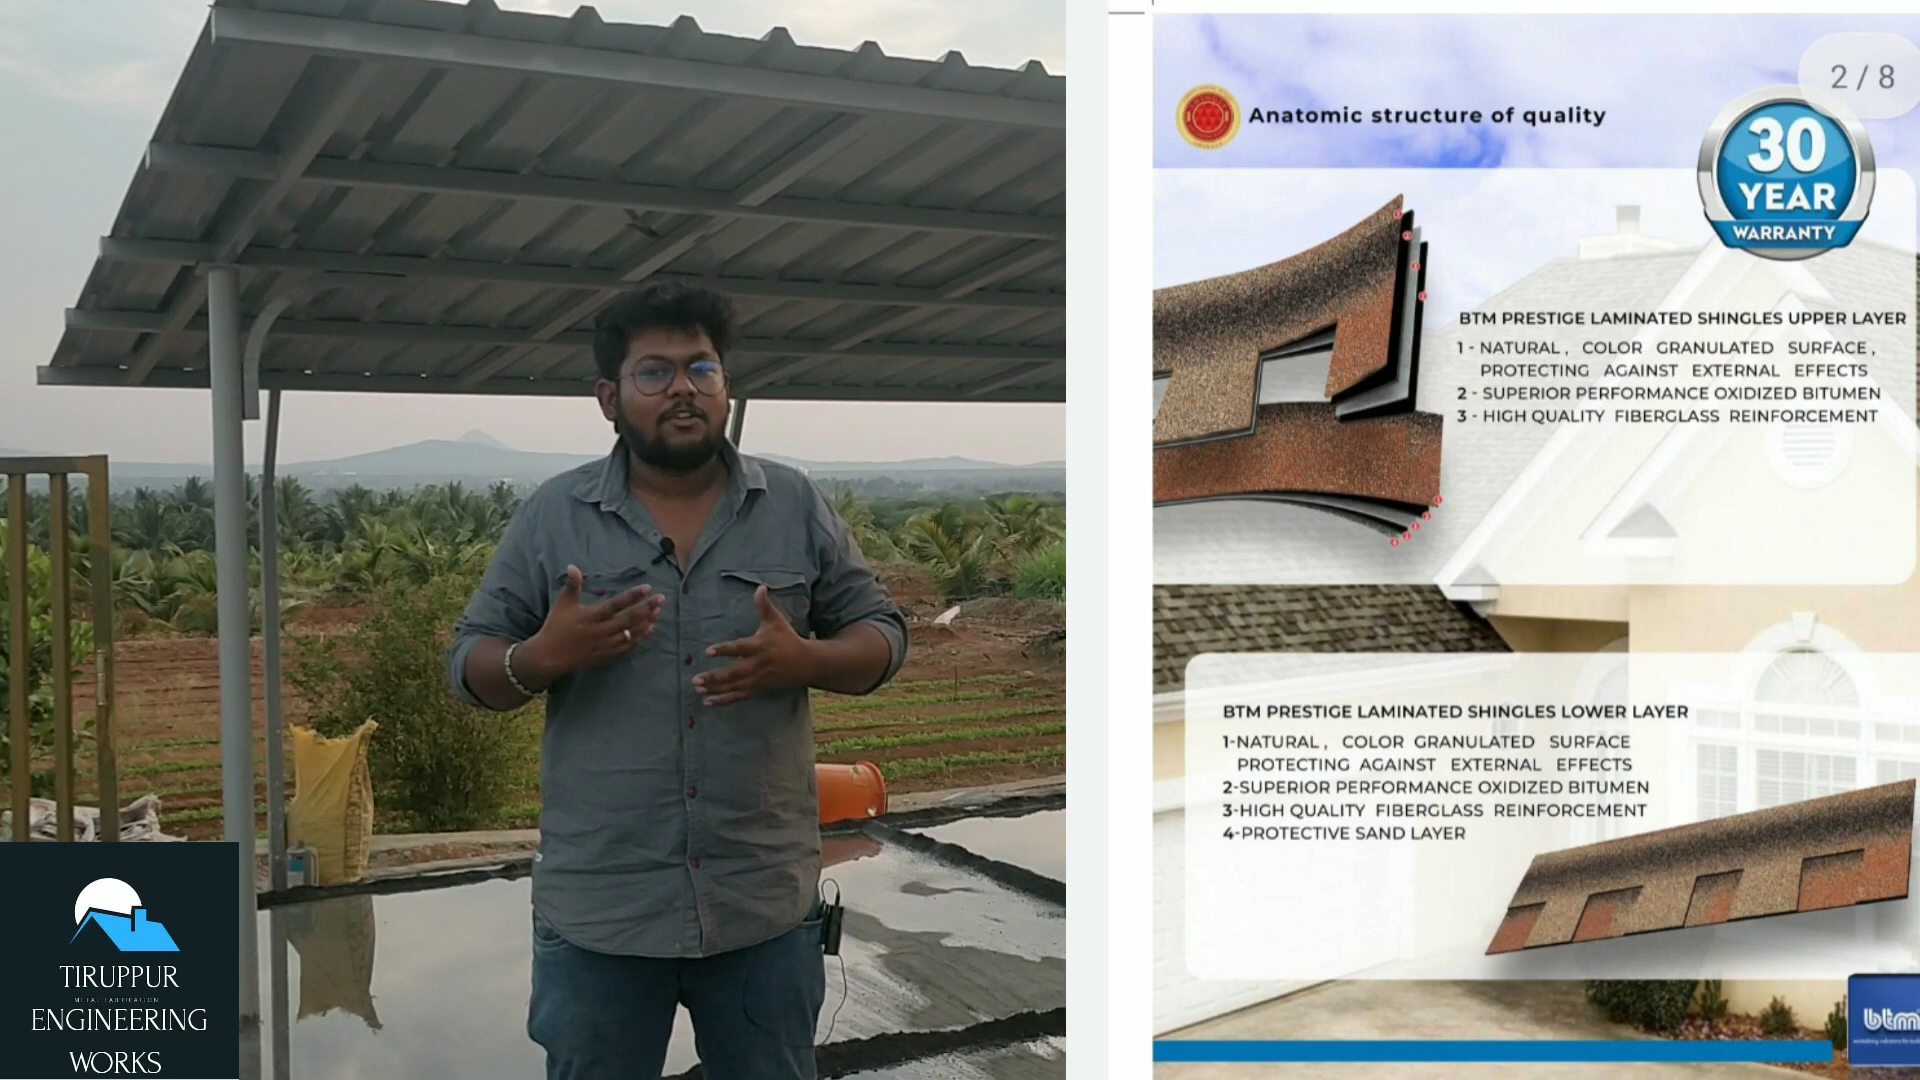 TIRUPPUR
METAL FABRICATION
ENGINEERING
WORKS
2 / 8
Anatomic structure of quality
30
YEAR
WARRANTY
BTM PRESTIGE LAMINATED SHINGLES UPPER LAYER
1 - NATURAL , COLOR GRANULATED SURFACE ,
PROTECTING AGAINST EXTERNAL EFFECTS
2 - SUPERIOR PERFORMANCE OXIDIZED BITUMEN
3 - HIGH QUALITY FIBERGLASS REINFORCEMENT
BTM PRESTIGE LAMINATED SHINGLES LOWER LAYER
1-NATURAL , COLOR GRANULATED SURFACE
PROTECTING AGAINST EXTERNAL EFFECTS
2-SUPERIOR PERFORMANCE OXIDIZED BITUMEN
3-HIGH QUALITY FIBERGLASS REINFORCEMENT
4-PROTECTIVE SAND LAYER
btm